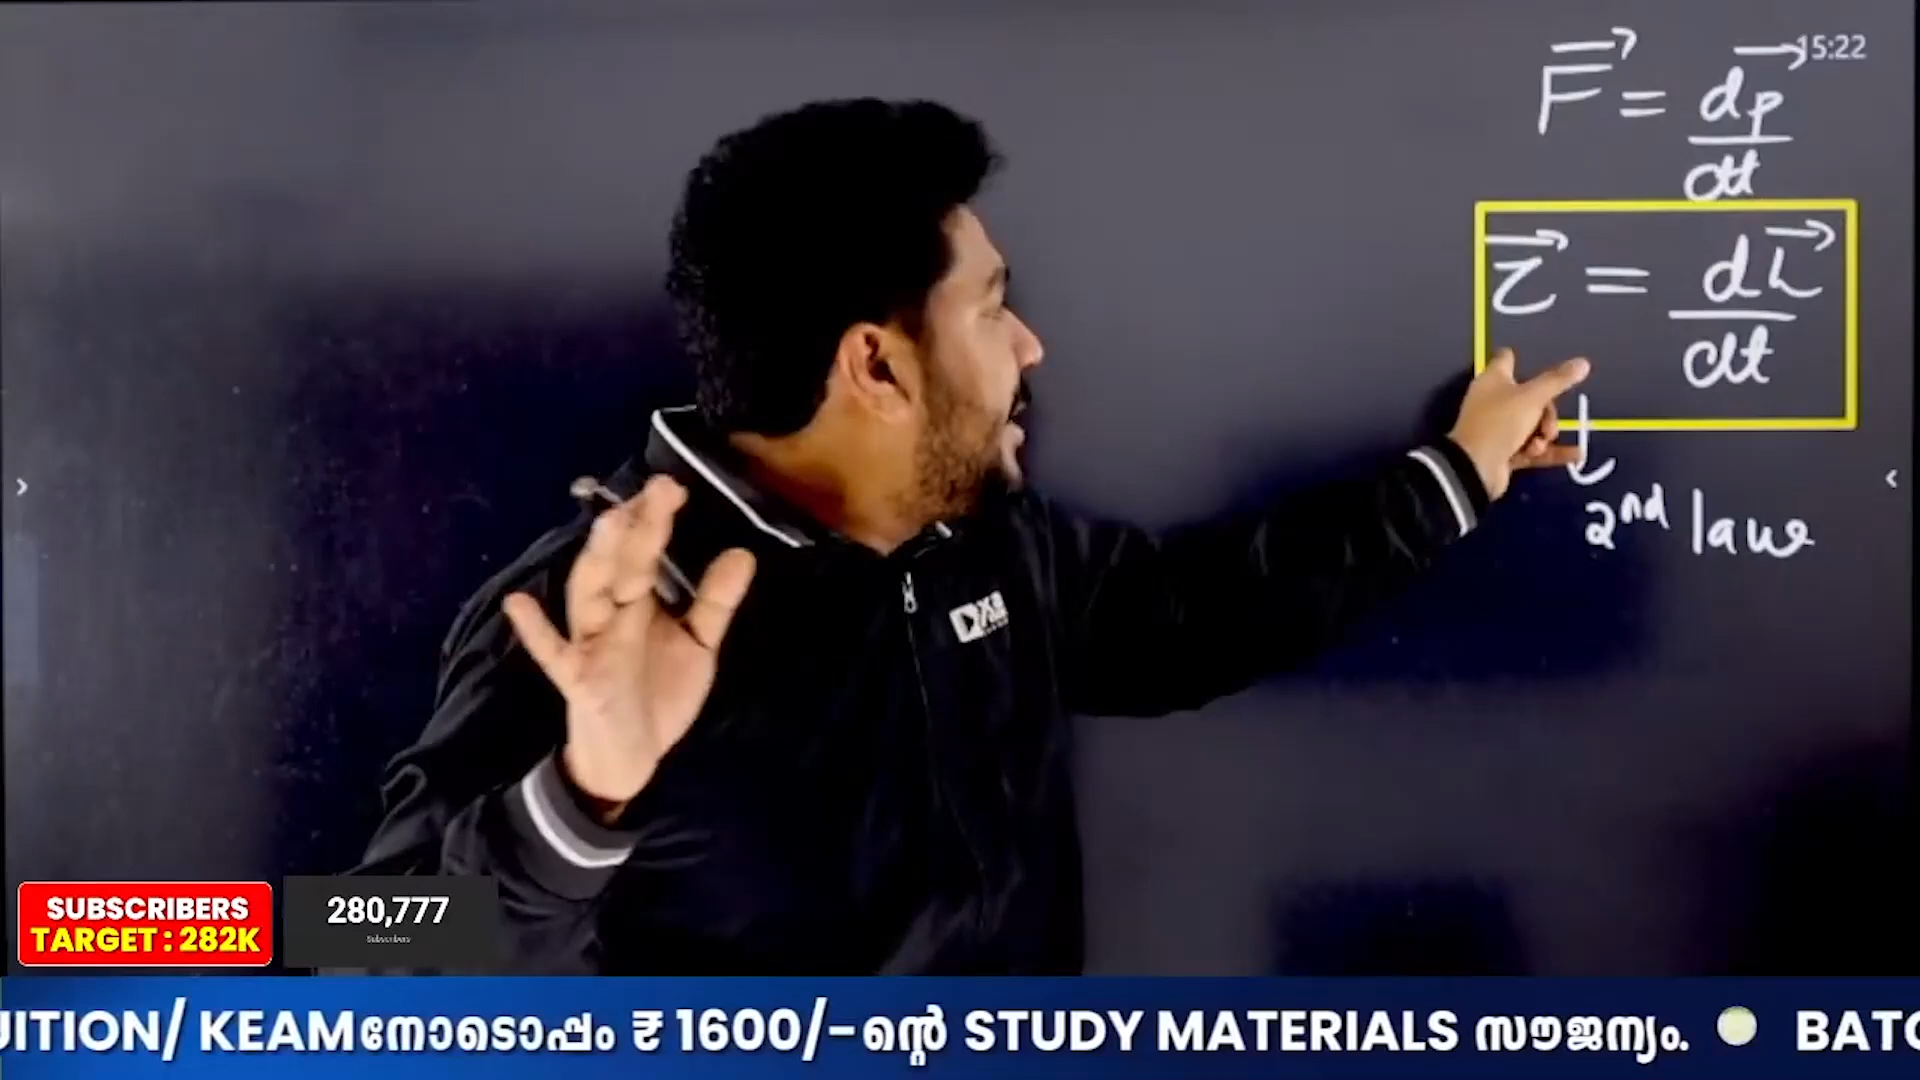 15:22
F = dp
dt
τ = dL
dt
2nd law
SUBSCRIBERS
TARGET : 282K
280,777
Subscribers
UITION/ KEAMനോടൊപ്പം ₹ 1600/-ന്റെ STUDY MATERIALS സൗജന്യം. BATC